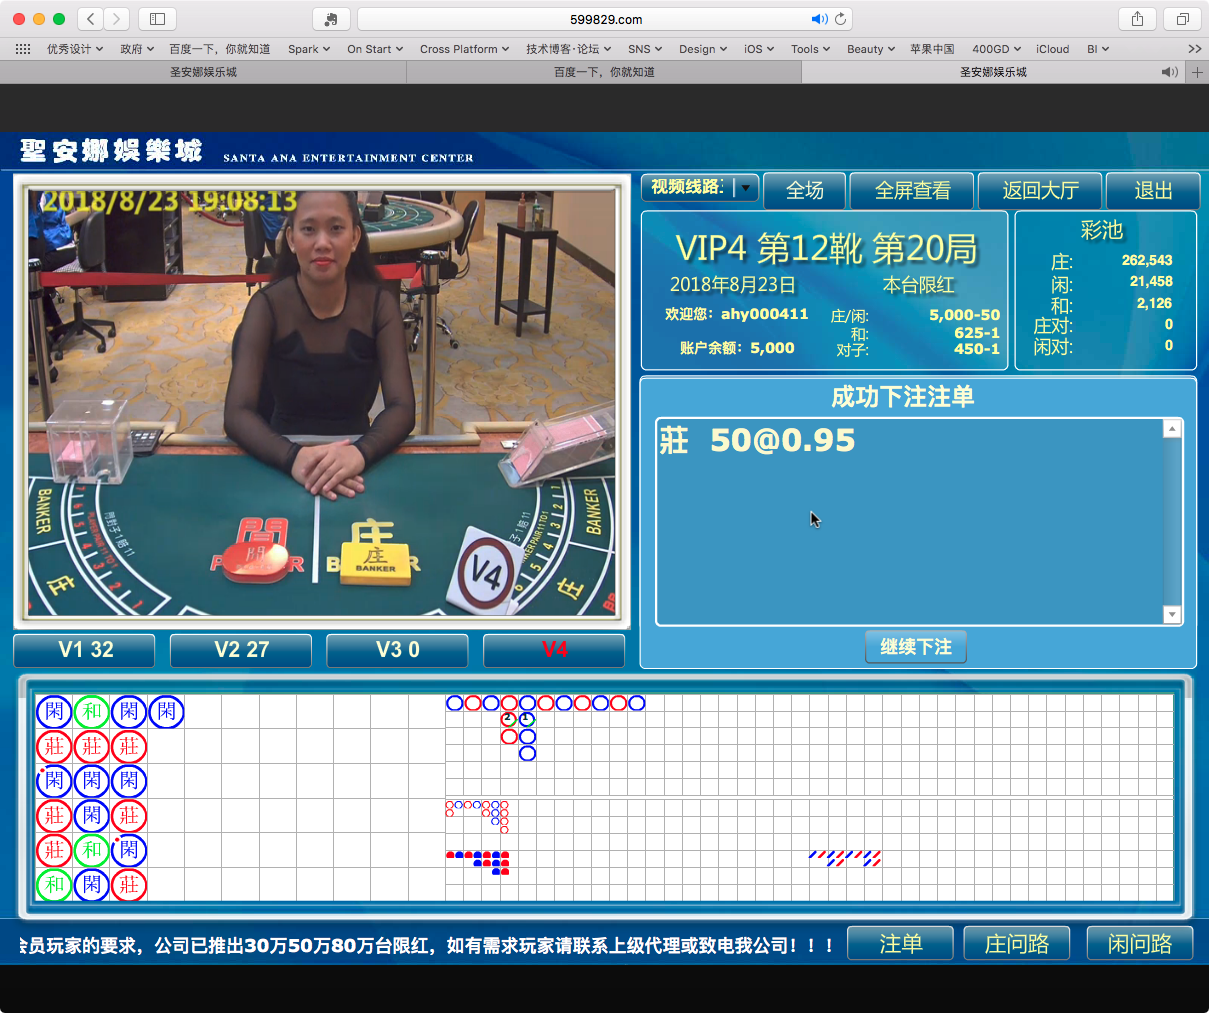 599829.com
优秀设计
政府
百度一下，你就知道
Spark
On Start
Cross Platform
技术博客·论坛
SNS
Design
iOS
Tools
Beauty
苹果中国
400GD
iCloud
BI
圣安娜娱乐城
百度一下，你就知道
圣安娜娱乐城
聖安娜娛樂城 SANTA ANA ENTERTAINMENT CENTER
2018/8/23 19:08:13
视频线路:
全场
全屏查看
返回大厅
退出
VIP4 第12靴 第20局
2018年8月23日
本台限红
欢迎您：ahy000411
庄/闲: 5,000-50
和: 625-1
账户余额：5,000
对子: 450-1
彩池
庄: 262,543
闲: 21,458
和: 2,126
庄对: 0
闲对: 0
成功下注注单
莊 50@0.95
继续下注
BANKER
庄
閒
庄
庄
BANKER
V4
BANKER
庄
V1 32
V2 27
V3 0
V4
閑 和 閑 閑
莊 莊 莊
閑 閑 閑
莊 閑 莊
莊 和 閑
和 閑 莊
2 1
会员玩家的要求，公司已推出30万50万80万台限红，如有需求玩家请联系上级代理或致电我公司！！！
注单
庄问路
闲问路